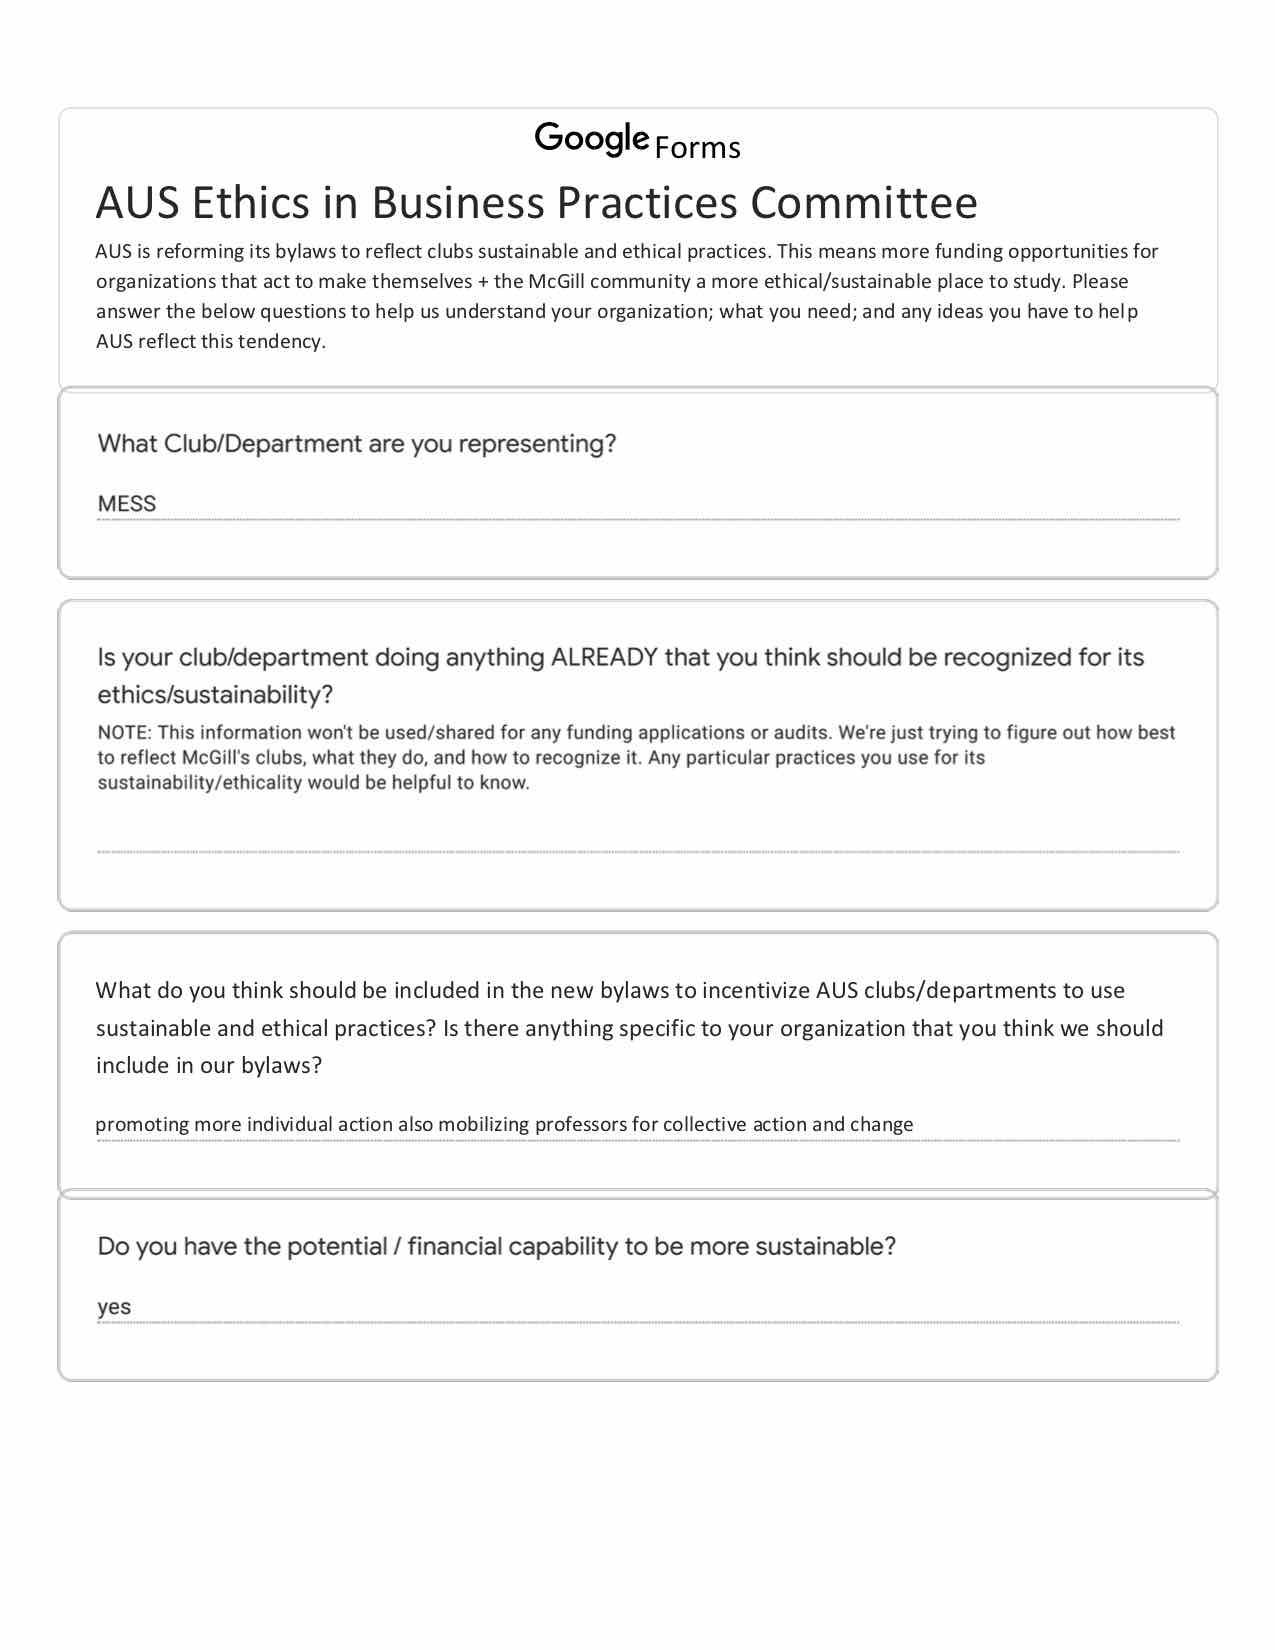 Google Forms
AUS Ethics in Business Practices Committee
AUS is reforming its bylaws to reflect clubs sustainable and ethical practices. This means more funding opportunities for
organizations that act to make themselves + the McGill community a more ethical/sustainable place to study. Please
answer the below questions to help us understand your organization; what you need; and any ideas you have to help
AUS reflect this tendency.
What Club/Department are you representing?
MESS
Is your club/department doing anything ALREADY that you think should be recognized for its
ethics/sustainability?
NOTE: This information won't be used/shared for any funding applications or audits. We're just trying to figure out how best
to reflect McGill's clubs, what they do, and how to recognize it. Any particular practices you use for its
sustainability/ethicality would be helpful to know.
What do you think should be included in the new bylaws to incentivize AUS clubs/departments to use
sustainable and ethical practices? Is there anything specific to your organization that you think we should
include in our bylaws?
promoting more individual action also mobilizing professors for collective action and change
Do you have the potential / financial capability to be more sustainable?
yes